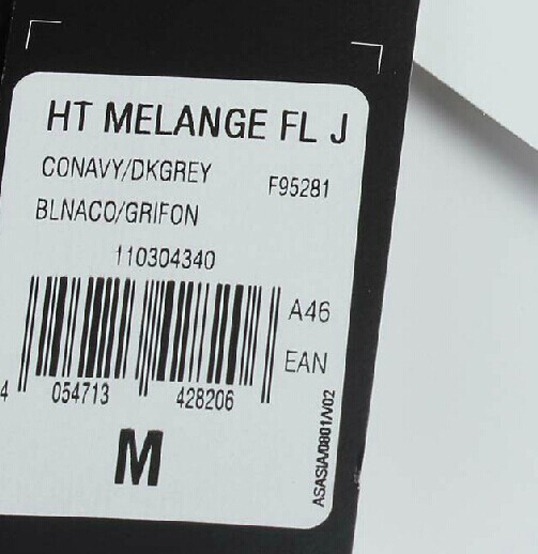 HT MELANGE FL J
CONAVY/DKGREY F95281
BLNACO/GRIFON
110304340
A46
EAN
4 054713 428206
M
ASASIA/0801/V02